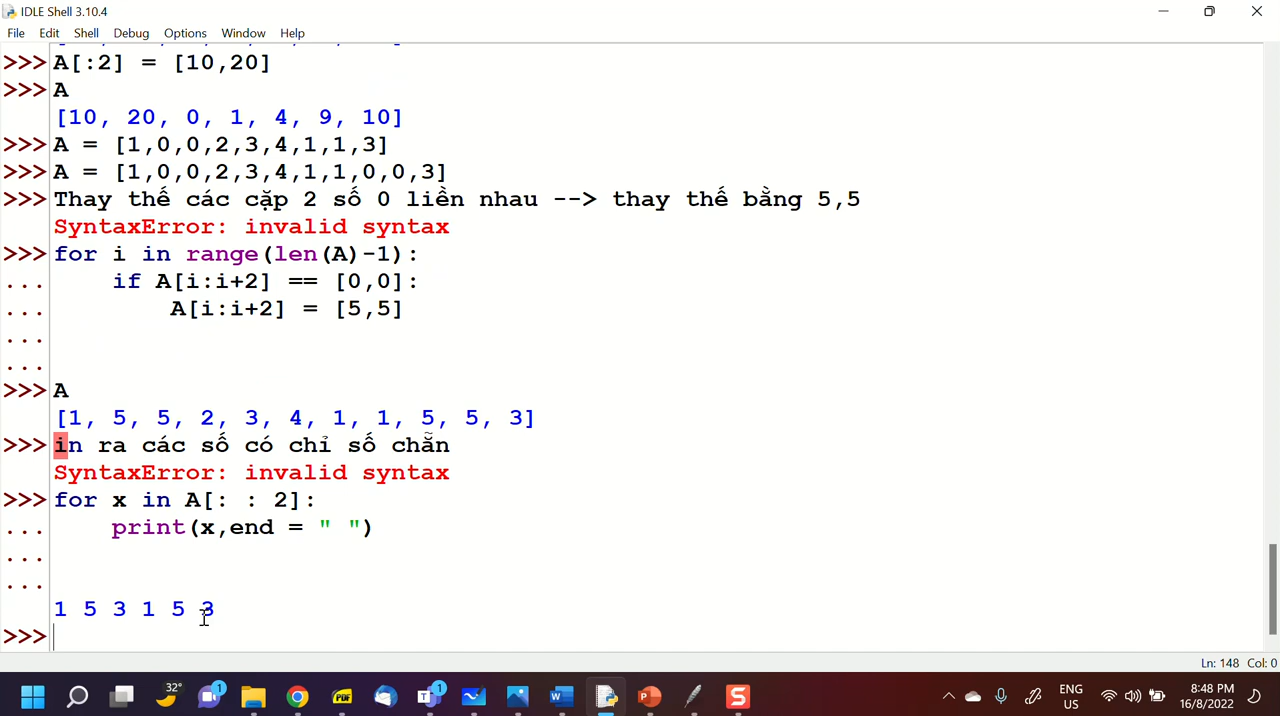 IDLE Shell 3.10.4
File Edit Shell Debug Options Window Help
>>> A[:2] = [10,20]
>>> A
[10, 20, 0, 1, 4, 9, 10]
>>> A = [1,0,0,2,3,4,1,1,3]
>>> A = [1,0,0,2,3,4,1,1,0,0,3]
>>> Thay thế các cặp 2 số 0 liền nhau --> thay thế bằng 5,5
SyntaxError: invalid syntax
>>> for i in range(len(A)-1):
... if A[i:i+2] == [0,0]:
... A[i:i+2] = [5,5]
...
...
>>> A
[1, 5, 5, 2, 3, 4, 1, 1, 5, 5, 3]
>>> in ra các số có chỉ số chẵn
SyntaxError: invalid syntax
>>> for x in A[: : 2]:
... print(x,end = " ")
...
...
1 5 3 1 5 3
>>>
Ln: 148 Col: 0
32° 1 1 PDF ENG 8:48 PM
US 16/8/2022